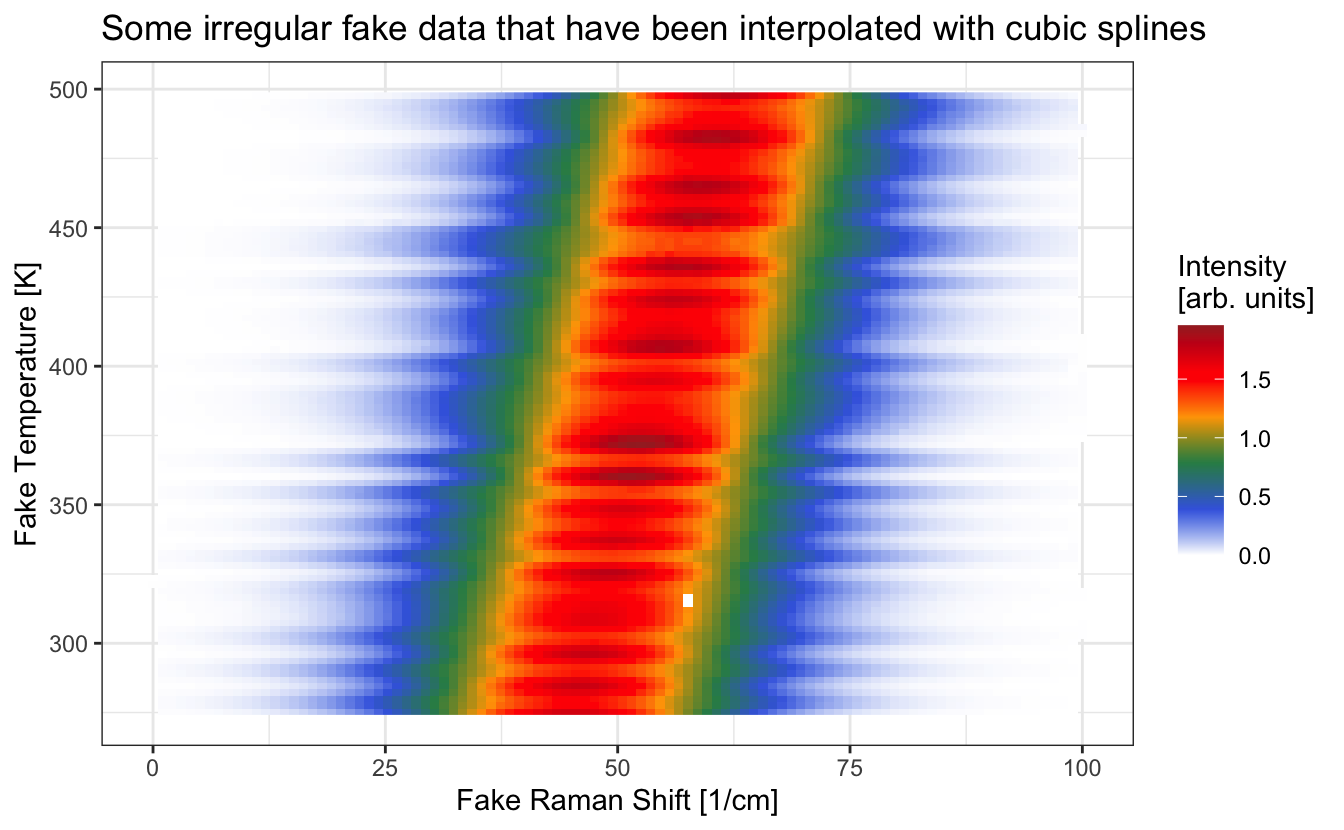 Some irregular fake data that have been interpolated with cubic splines
500
450
400
350
300
Fake Temperature [K]
0
25
50
75
100
Fake Raman Shift [1/cm]
Intensity
[arb. units]
1.5
1.0
0.5
0.0